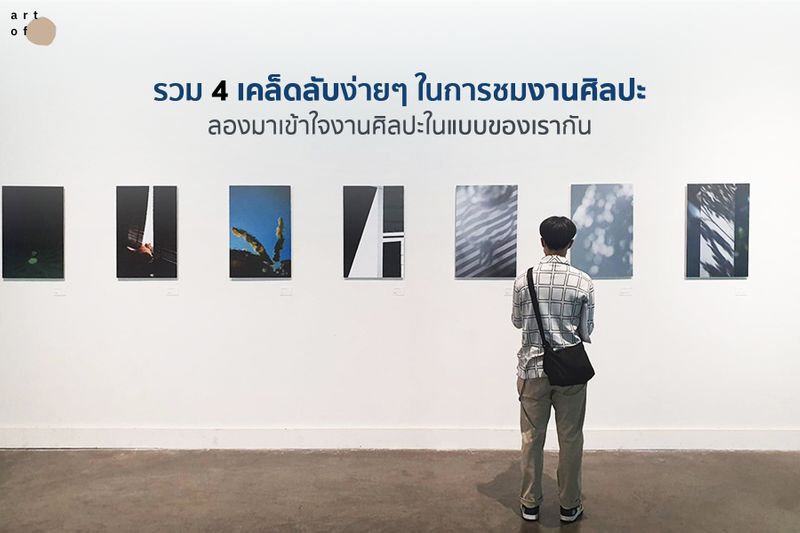 art
of
รวม 4 เคล็ดลับง่ายๆ ในการชมงานศิลปะ
ลองมาเข้าใจงานศิลปะในแบบของเรากัน